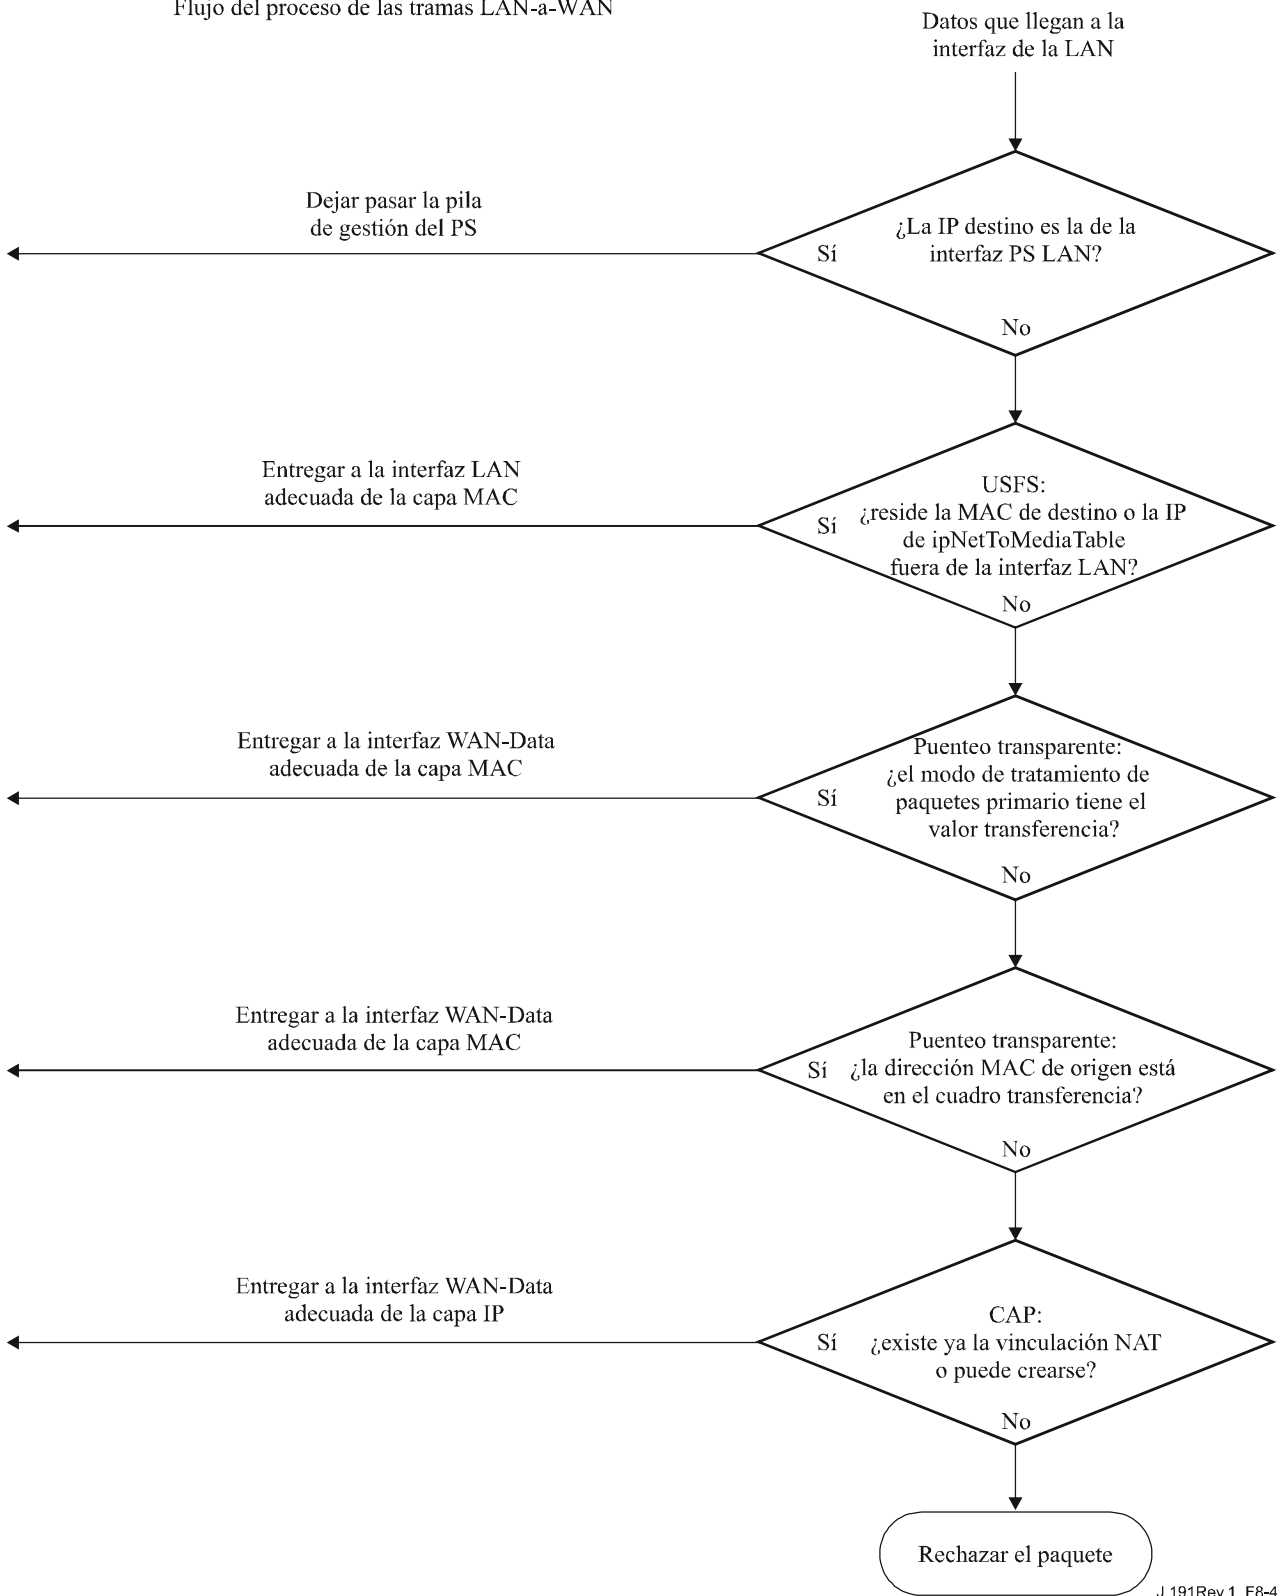 Flujo del proceso de las tramas LAN-a-WAN
Datos que llegan a la
interfaz de la LAN
Dejar pasar la pila
de gestión del PS
¿La IP destino es la de la
interfaz PS LAN?
Sí
No
Entregar a la interfaz LAN
adecuada de la capa MAC
USFS:
¿reside la MAC de destino o la IP
de ipNetToMediaTable
fuera de la interfaz LAN?
Sí
No
Entregar a la interfaz WAN-Data
adecuada de la capa MAC
Puenteo transparente:
¿el modo de tratamiento de
paquetes primario tiene el
valor transferencia?
Sí
No
Entregar a la interfaz WAN-Data
adecuada de la capa MAC
Puenteo transparente:
¿la dirección MAC de origen está
en el cuadro transferencia?
Sí
No
Entregar a la interfaz WAN-Data
adecuada de la capa IP
CAP:
¿existe ya la vinculación NAT
o puede crearse?
Sí
No
Rechazar el paquete
J.191Rev.1_F8-4